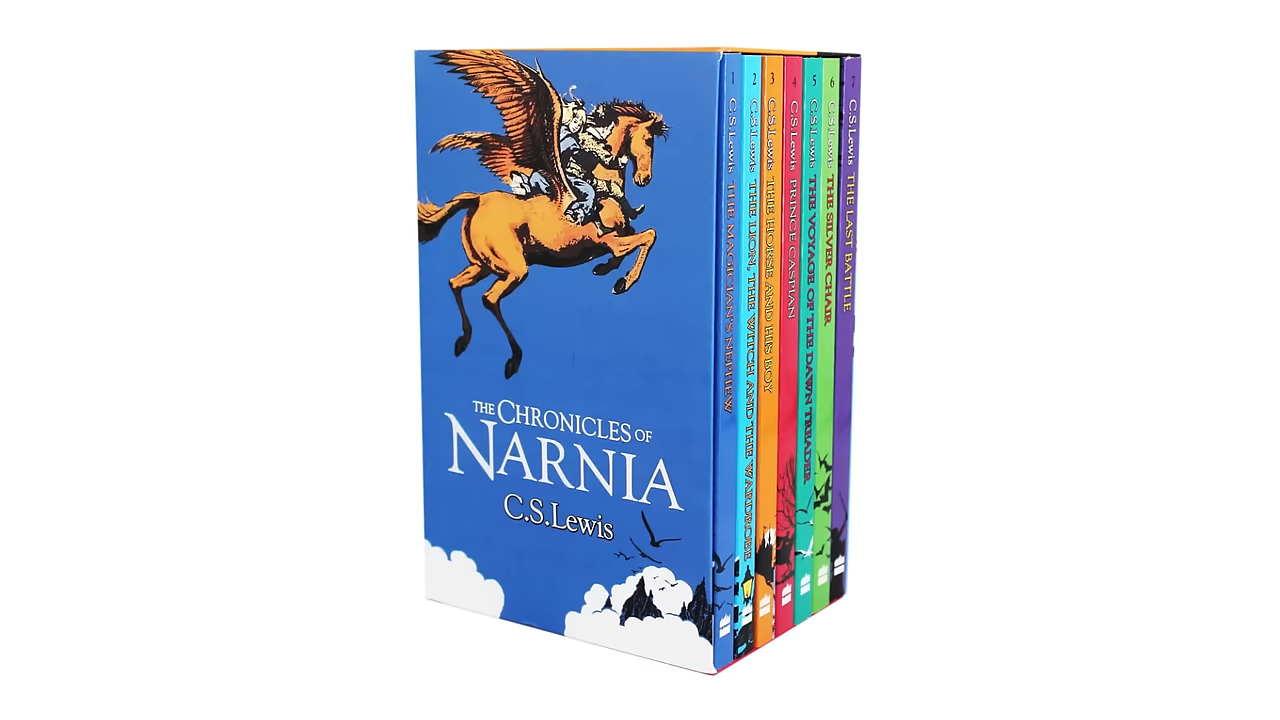 THE CHRONICLES OF
NARNIA
C.S.Lewis
1 C.S.Lewis THE MAGICIAN'S NEPHEW
2 C.S.Lewis THE LION, THE WITCH AND THE WARDROBE
3 C.S.Lewis THE HORSE AND HIS BOY
4 C.S.Lewis PRINCE CASPIAN
5 C.S.Lewis THE VOYAGE OF THE DAWN TREADER
6 C.S.Lewis THE SILVER CHAIR
7 C.S.Lewis THE LAST BATTLE